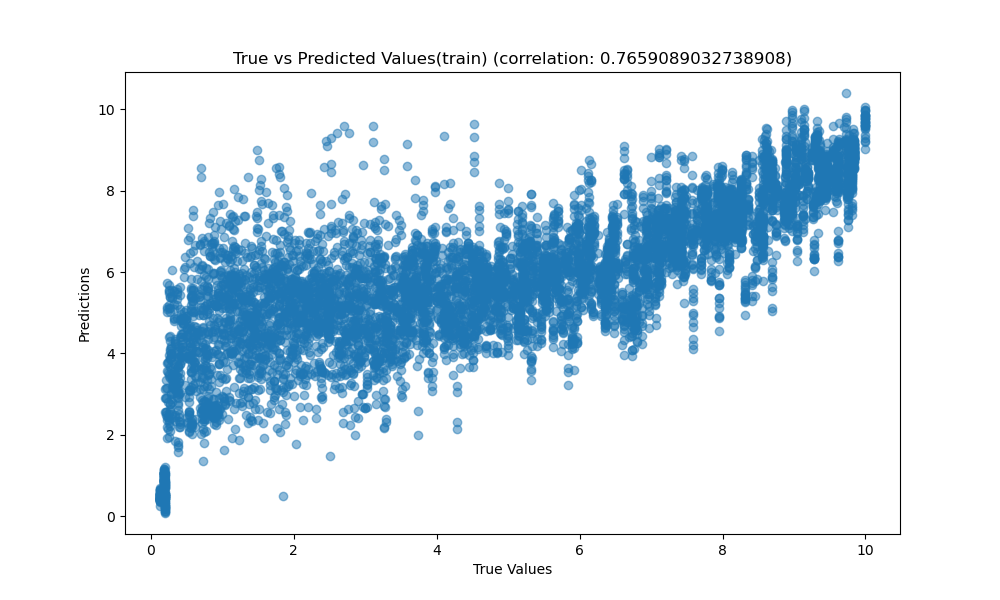 True vs Predicted Values(train) (correlation: 0.7659089032738908)
10
8
6
4
2
0
Predictions
0 2 4 6 8 10
True Values